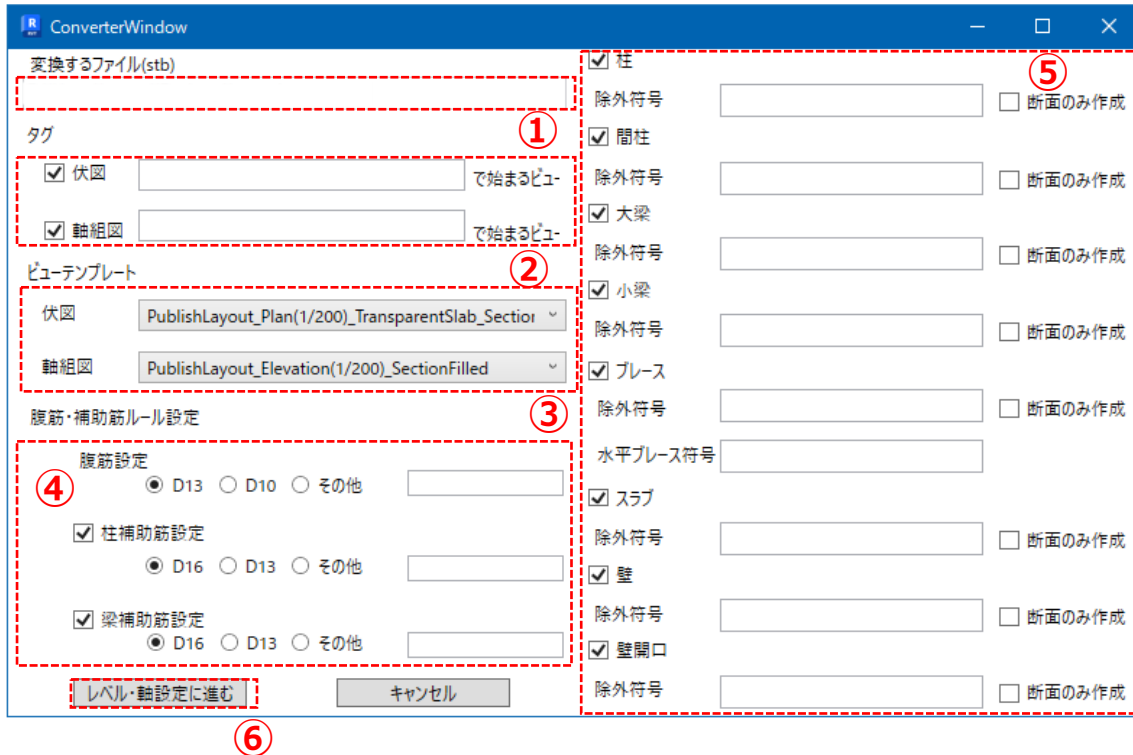 ConverterWindow
変換するファイル(stb)
①
タグ
伏図 で始まるビュー
軸組図 で始まるビュー
②
ビューテンプレート
伏図 PublishLayout_Plan(1/200)_TransparentSlab_Section
軸組図 PublishLayout_Elevation(1/200)_SectionFilled
③
腹筋・補助筋ルール設定
④
腹筋設定
D13 D10 その他
柱補助筋設定
D16 D13 その他
梁補助筋設定
D16 D13 その他
レベル・軸設定に進む キャンセル
⑥
柱
⑤
除外符号 断面のみ作成
間柱
除外符号 断面のみ作成
大梁
除外符号 断面のみ作成
小梁
除外符号 断面のみ作成
ブレース
除外符号 断面のみ作成
水平ブレース符号
スラブ
除外符号 断面のみ作成
壁
除外符号 断面のみ作成
壁開口
除外符号 断面のみ作成